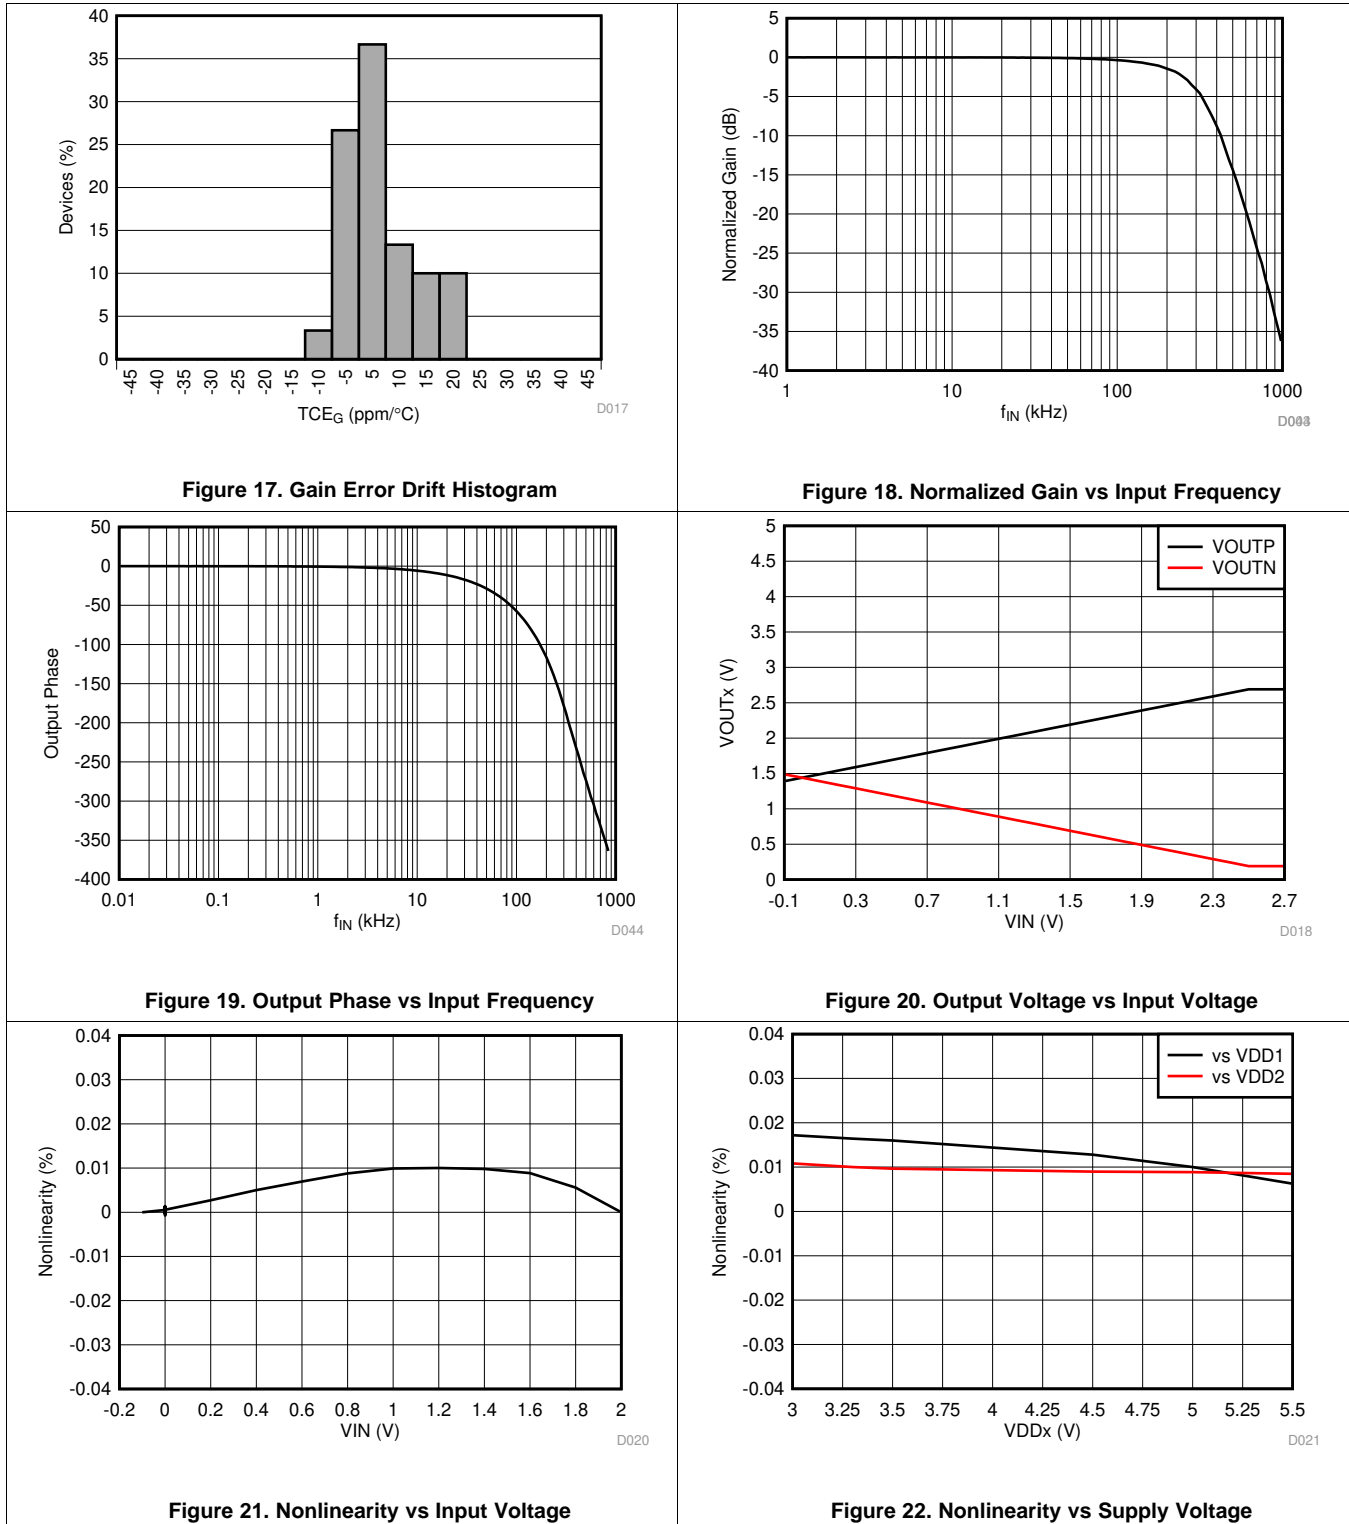 40
35
30
25
20
15
10
5
0
Devices (%)
-45 -40 -35 -30 -25 -20 -15 -10 -5 5 10 15 20 25 30 35 40 45
TCEG (ppm/°C)
D017
Figure 17. Gain Error Drift Histogram
5
0
-5
-10
-15
-20
-25
-30
-35
-40
Normalized Gain (dB)
1 10 100 1000
fIN (kHz)
Figure 18. Normalized Gain vs Input Frequency
50
0
-50
-100
-150
-200
-250
-300
-350
-400
Output Phase
0.01 0.1 1 10 100 1000
fIN (kHz)
D044
Figure 19. Output Phase vs Input Frequency
5
4.5
4
3.5
3
2.5
2
1.5
1
0.5
0
VOUTx (V)
VOUTP
VOUTN
-0.1 0.3 0.7 1.1 1.5 1.9 2.3 2.7
VIN (V)
D018
Figure 20. Output Voltage vs Input Voltage
0.04
0.03
0.02
0.010
0
-0.01
-0.02
-0.03
-0.04
Nonlinearity (%)
-0.2 0 0.2 0.4 0.6 0.8 1.0 1.2 1.4 1.6 1.8 2
VIN (V)
D020
Figure 21. Nonlinearity vs Input Voltage
0.04
0.03
0.02
0.010
0
-0.01
-0.02
-0.03
-0.04
Nonlinearity (%)
vs VDD1
vs VDD2
3 3.25 3.5 3.75 4 4.25 4.5 4.75 5 5.25 5.5
VDDx (V)
D021
Figure 22. Nonlinearity vs Supply Voltage